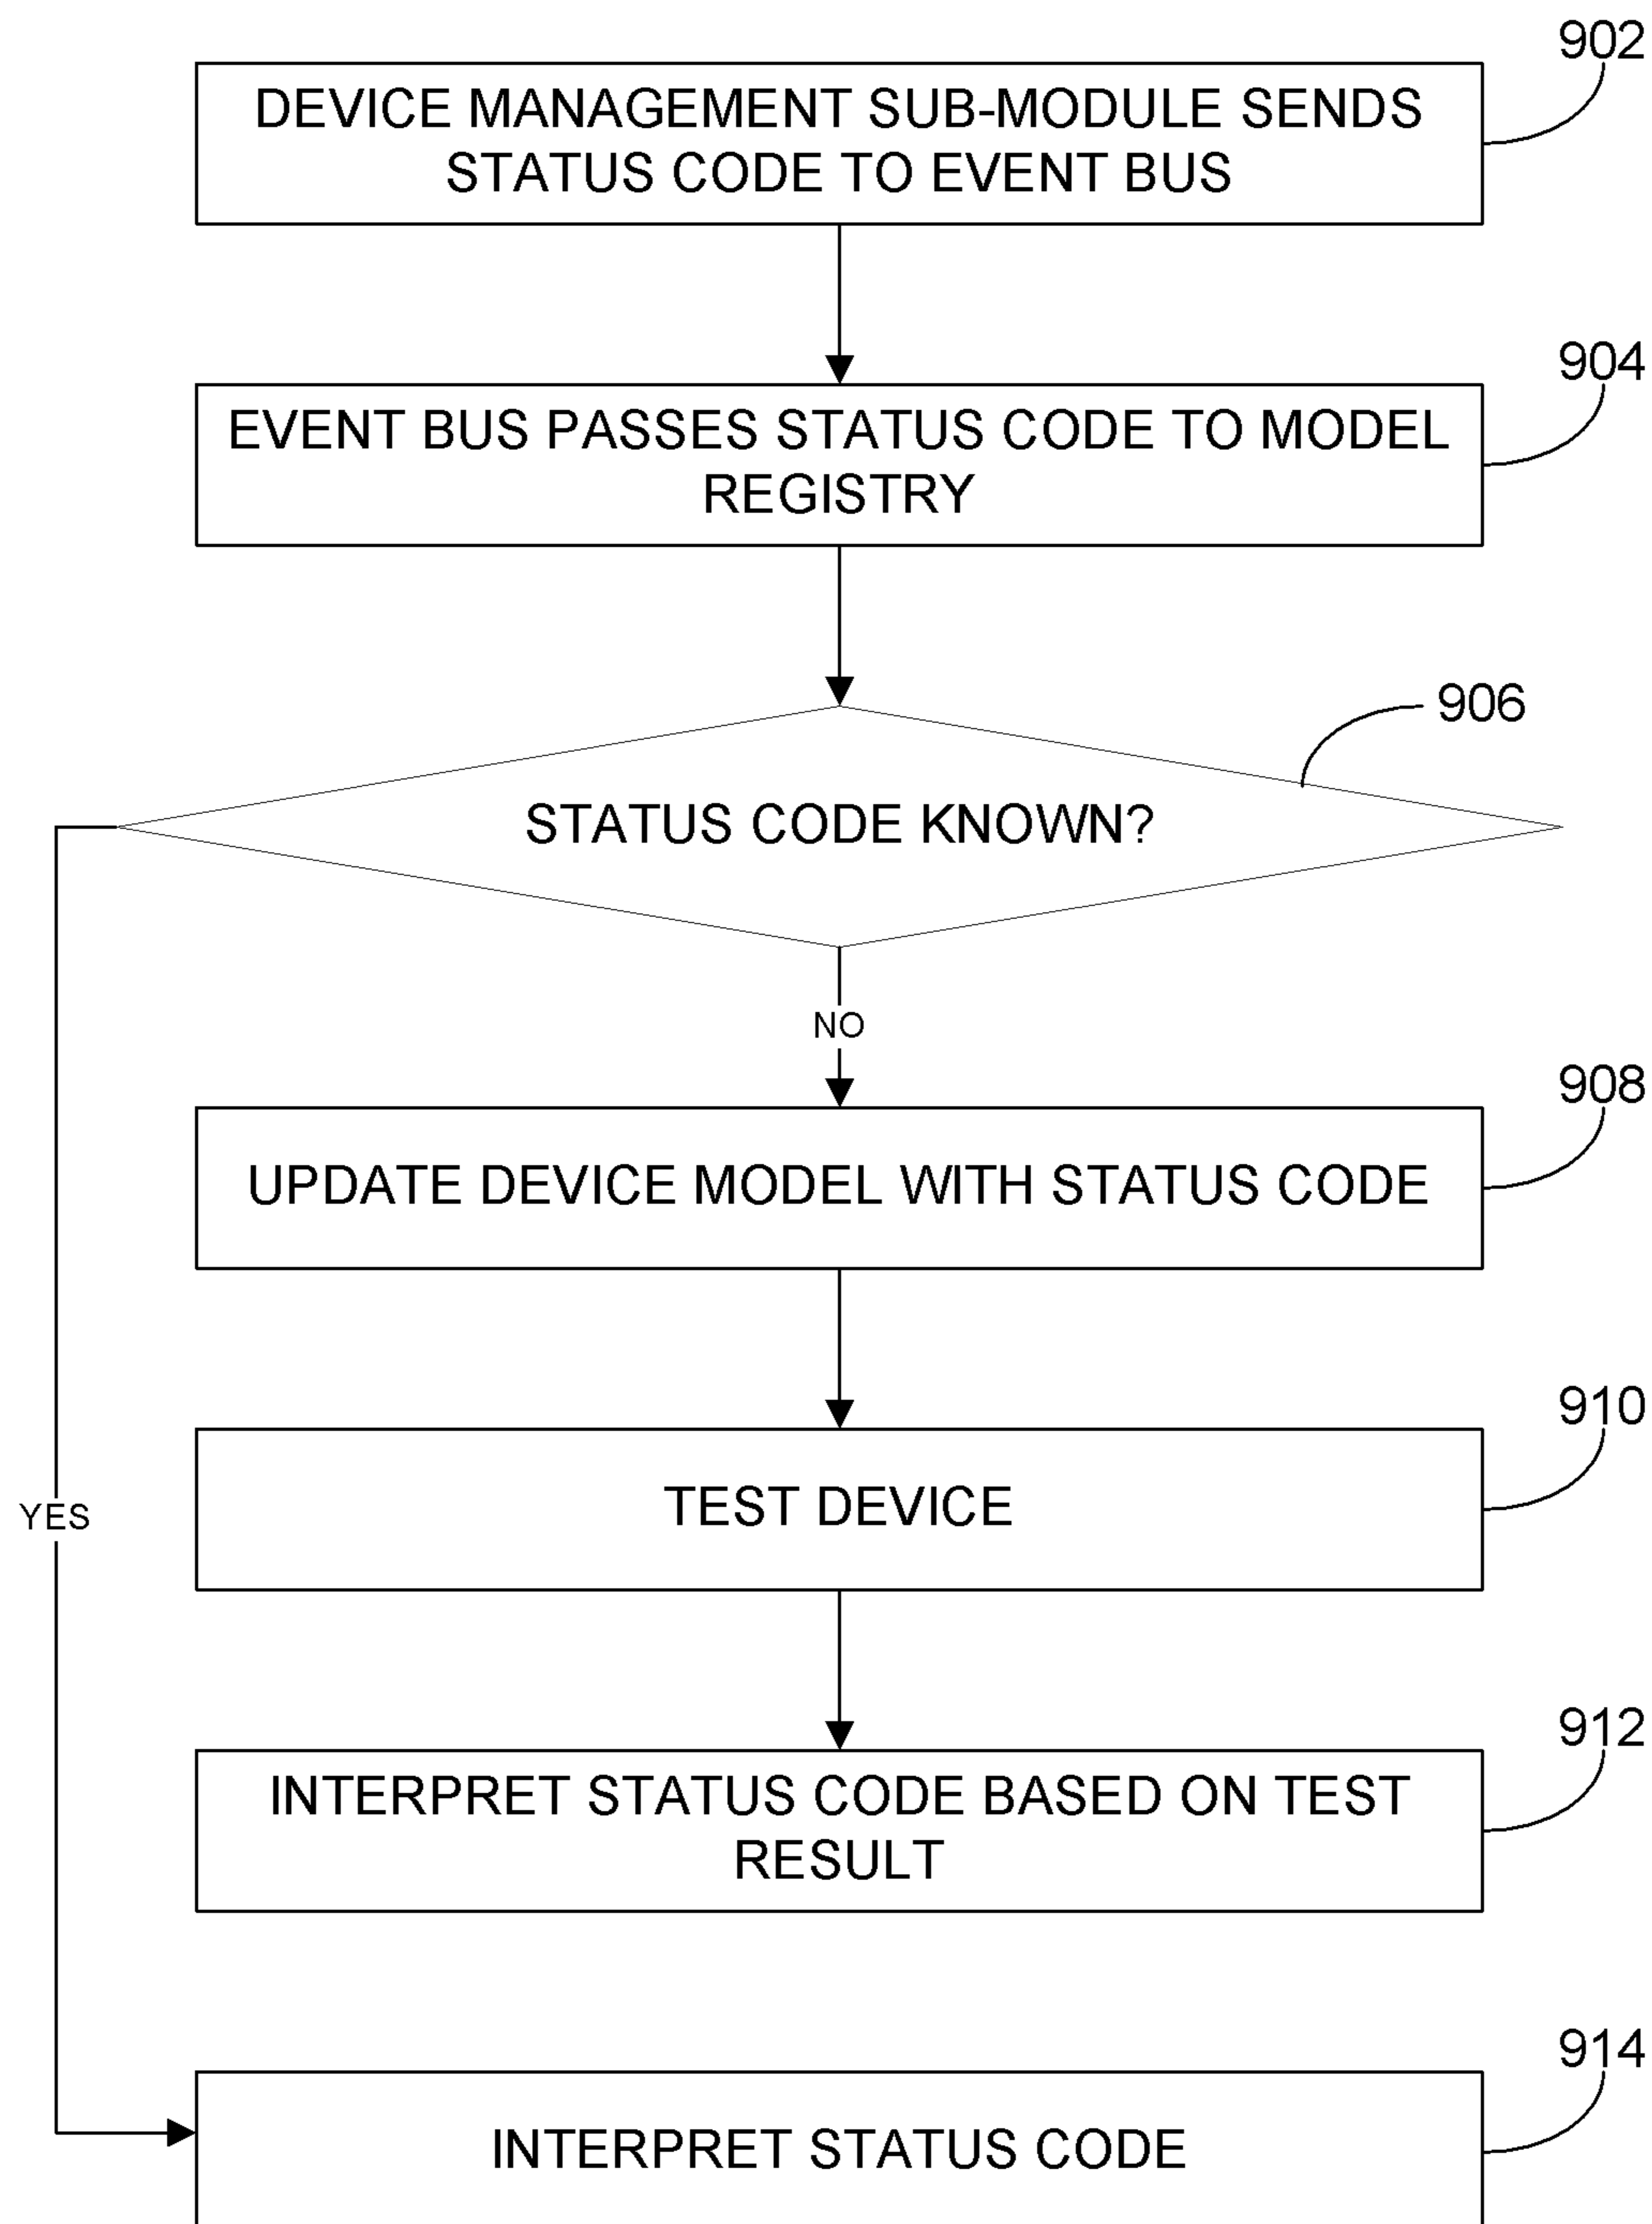 902
DEVICE MANAGEMENT SUB-MODULE SENDS
STATUS CODE TO EVENT BUS
904
EVENT BUS PASSES STATUS CODE TO MODEL
REGISTRY
906
STATUS CODE KNOWN?
NO
908
UPDATE DEVICE MODEL WITH STATUS CODE
910
TEST DEVICE
YES
912
INTERPRET STATUS CODE BASED ON TEST
RESULT
914
INTERPRET STATUS CODE